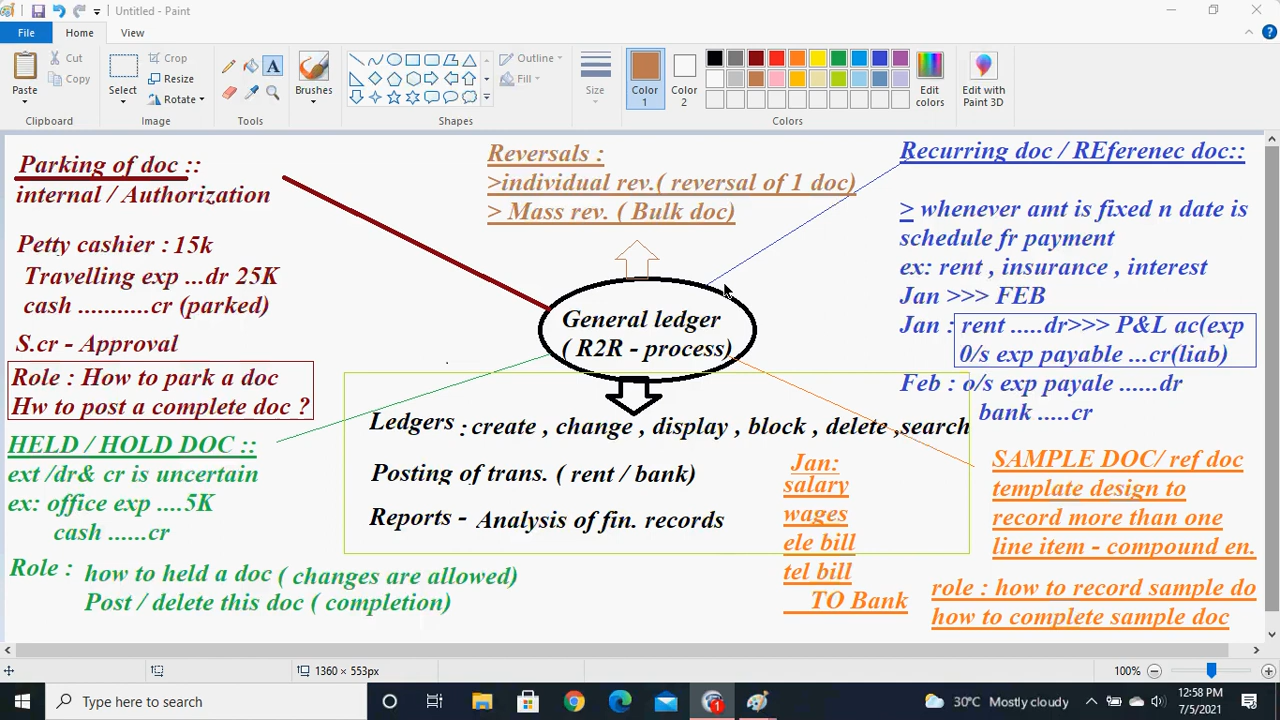 Untitled - Paint
File
Home
View
Paste
Cut
Copy
Clipboard
Select
Crop
Resize
Rotate
Image
A
Tools
Brushes
Outline
Fill
Shapes
Size
Color 1
Color 2
Edit colors
Edit with Paint 3D
Colors
Parking of doc ::
internal / Authorization
Petty cashier : 15k
Travelling exp ...dr 25K
cash ...........cr (parked)
S.cr - Approval
Role : How to park a doc
Hw to post a complete doc ?
HELD / HOLD DOC ::
ext /dr& cr is uncertain
ex: office exp ....5K
cash ......cr
Role : how to held a doc ( changes are allowed)
Post / delete this doc ( completion)
Reversals :
>individual rev.( reversal of 1 doc)
> Mass rev. ( Bulk doc)
General ledger
( R2R - process)
Ledgers : create , change , display , block , delete ,search
Posting of trans. ( rent / bank)
Reports - Analysis of fin. records
Jan:
salary
wages
ele bill
tel bill
TO Bank
Recurring doc / REferenec doc::
> whenever amt is fixed n date is
schedule fr payment
ex: rent , insurance , interest
Jan >>> FEB
Jan : rent .....dr>>> P&L ac(exp
0/s exp payable ...cr(liab)
Feb : o/s exp payale ......dr
bank .....cr
SAMPLE DOC/ ref doc
template design to
record more than one
line item - compound en.
role : how to record sample do
how to complete sample doc
1360 × 553px
100%
Type here to search
1
30°C Mostly cloudy
12:58 PM
7/5/2021